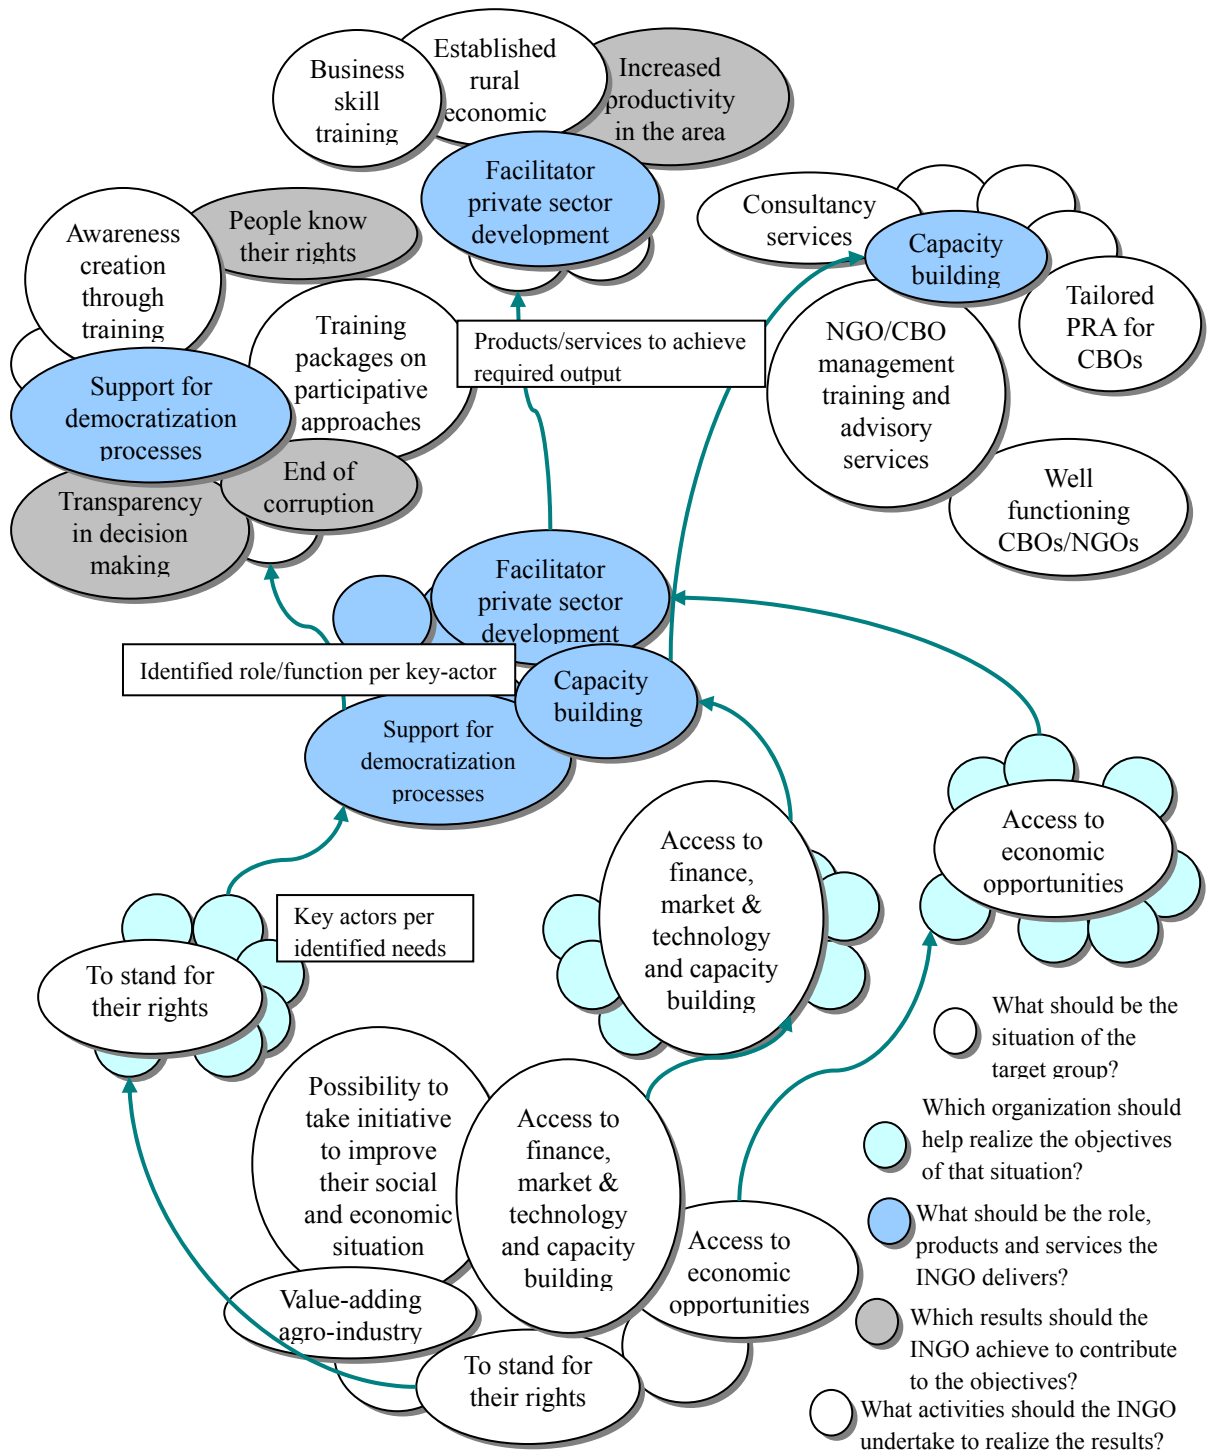 Business
skill
training
Established
rural
economic
Increased
productivity
in the area
Facilitator
private sector
development
Awareness
creation
through
training
People know
their rights
Training
packages on
participative
approaches
Support for
democratization
processes
End of
corruption
Transparency
in decision
making
Products/services to achieve
required output
Consultancy
services
Capacity
building
Tailored
PRA for
CBOs
NGO/CBO
management
training and
advisory
services
Well
functioning
CBOs/NGOs
Facilitator
private sector
development
Identified role/function per key-actor
Capacity
building
Support for
democratization
processes
Key actors per
identified needs
To stand for
their rights
Access to
finance,
market &
technology
and capacity
building
Access to
economic
opportunities
Possibility to
take initiative
to improve
their social
and economic
situation
Access to
finance,
market &
technology
and capacity
building
Access to
economic
opportunities
Value-adding
agro-industry
To stand for
their rights
What should be the
situation of the
target group?
Which organization should
help realize the objectives
of that situation?
What should be the role,
products and services the
INGO delivers?
Which results should the
INGO achieve to contribute
to the objectives?
What activities should the INGO
undertake to realize the results?